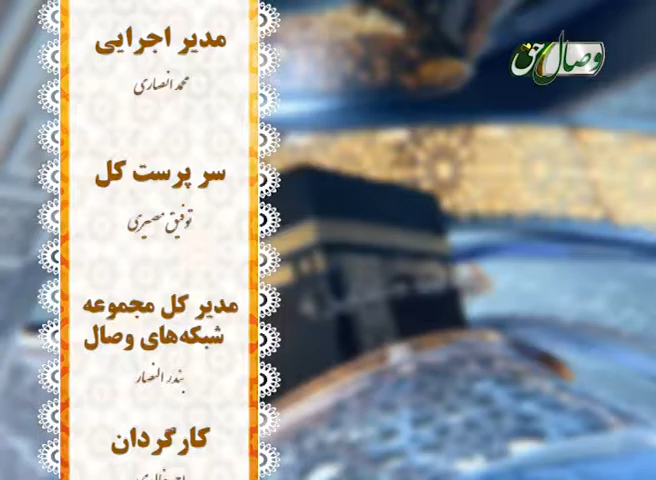 وصال حق
مدیر اجرایی
محمد انصاری
سر پرست کل
توفیق مصیری
مدیر کل مجموعه
شبکه‌های وصال
بندر النصار
کارگردان